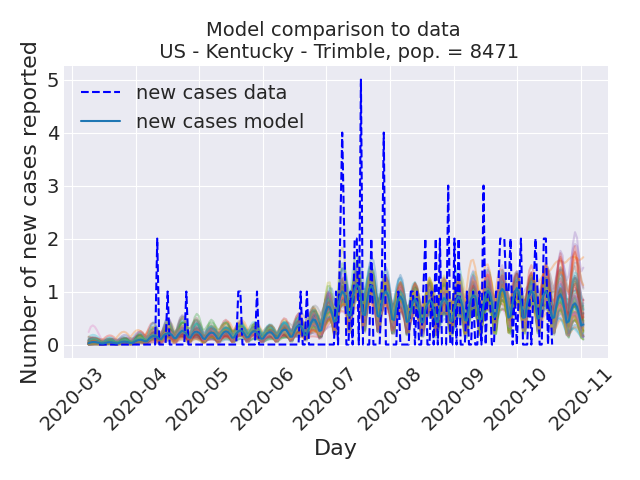 Model comparison to data
US - Kentucky - Trimble, pop. = 8471
Number of new cases reported
5
4
3
2
1
0
new cases data
new cases model
2020-03
2020-04
2020-05
2020-06
2020-07
2020-08
2020-09
2020-10
2020-11
Day